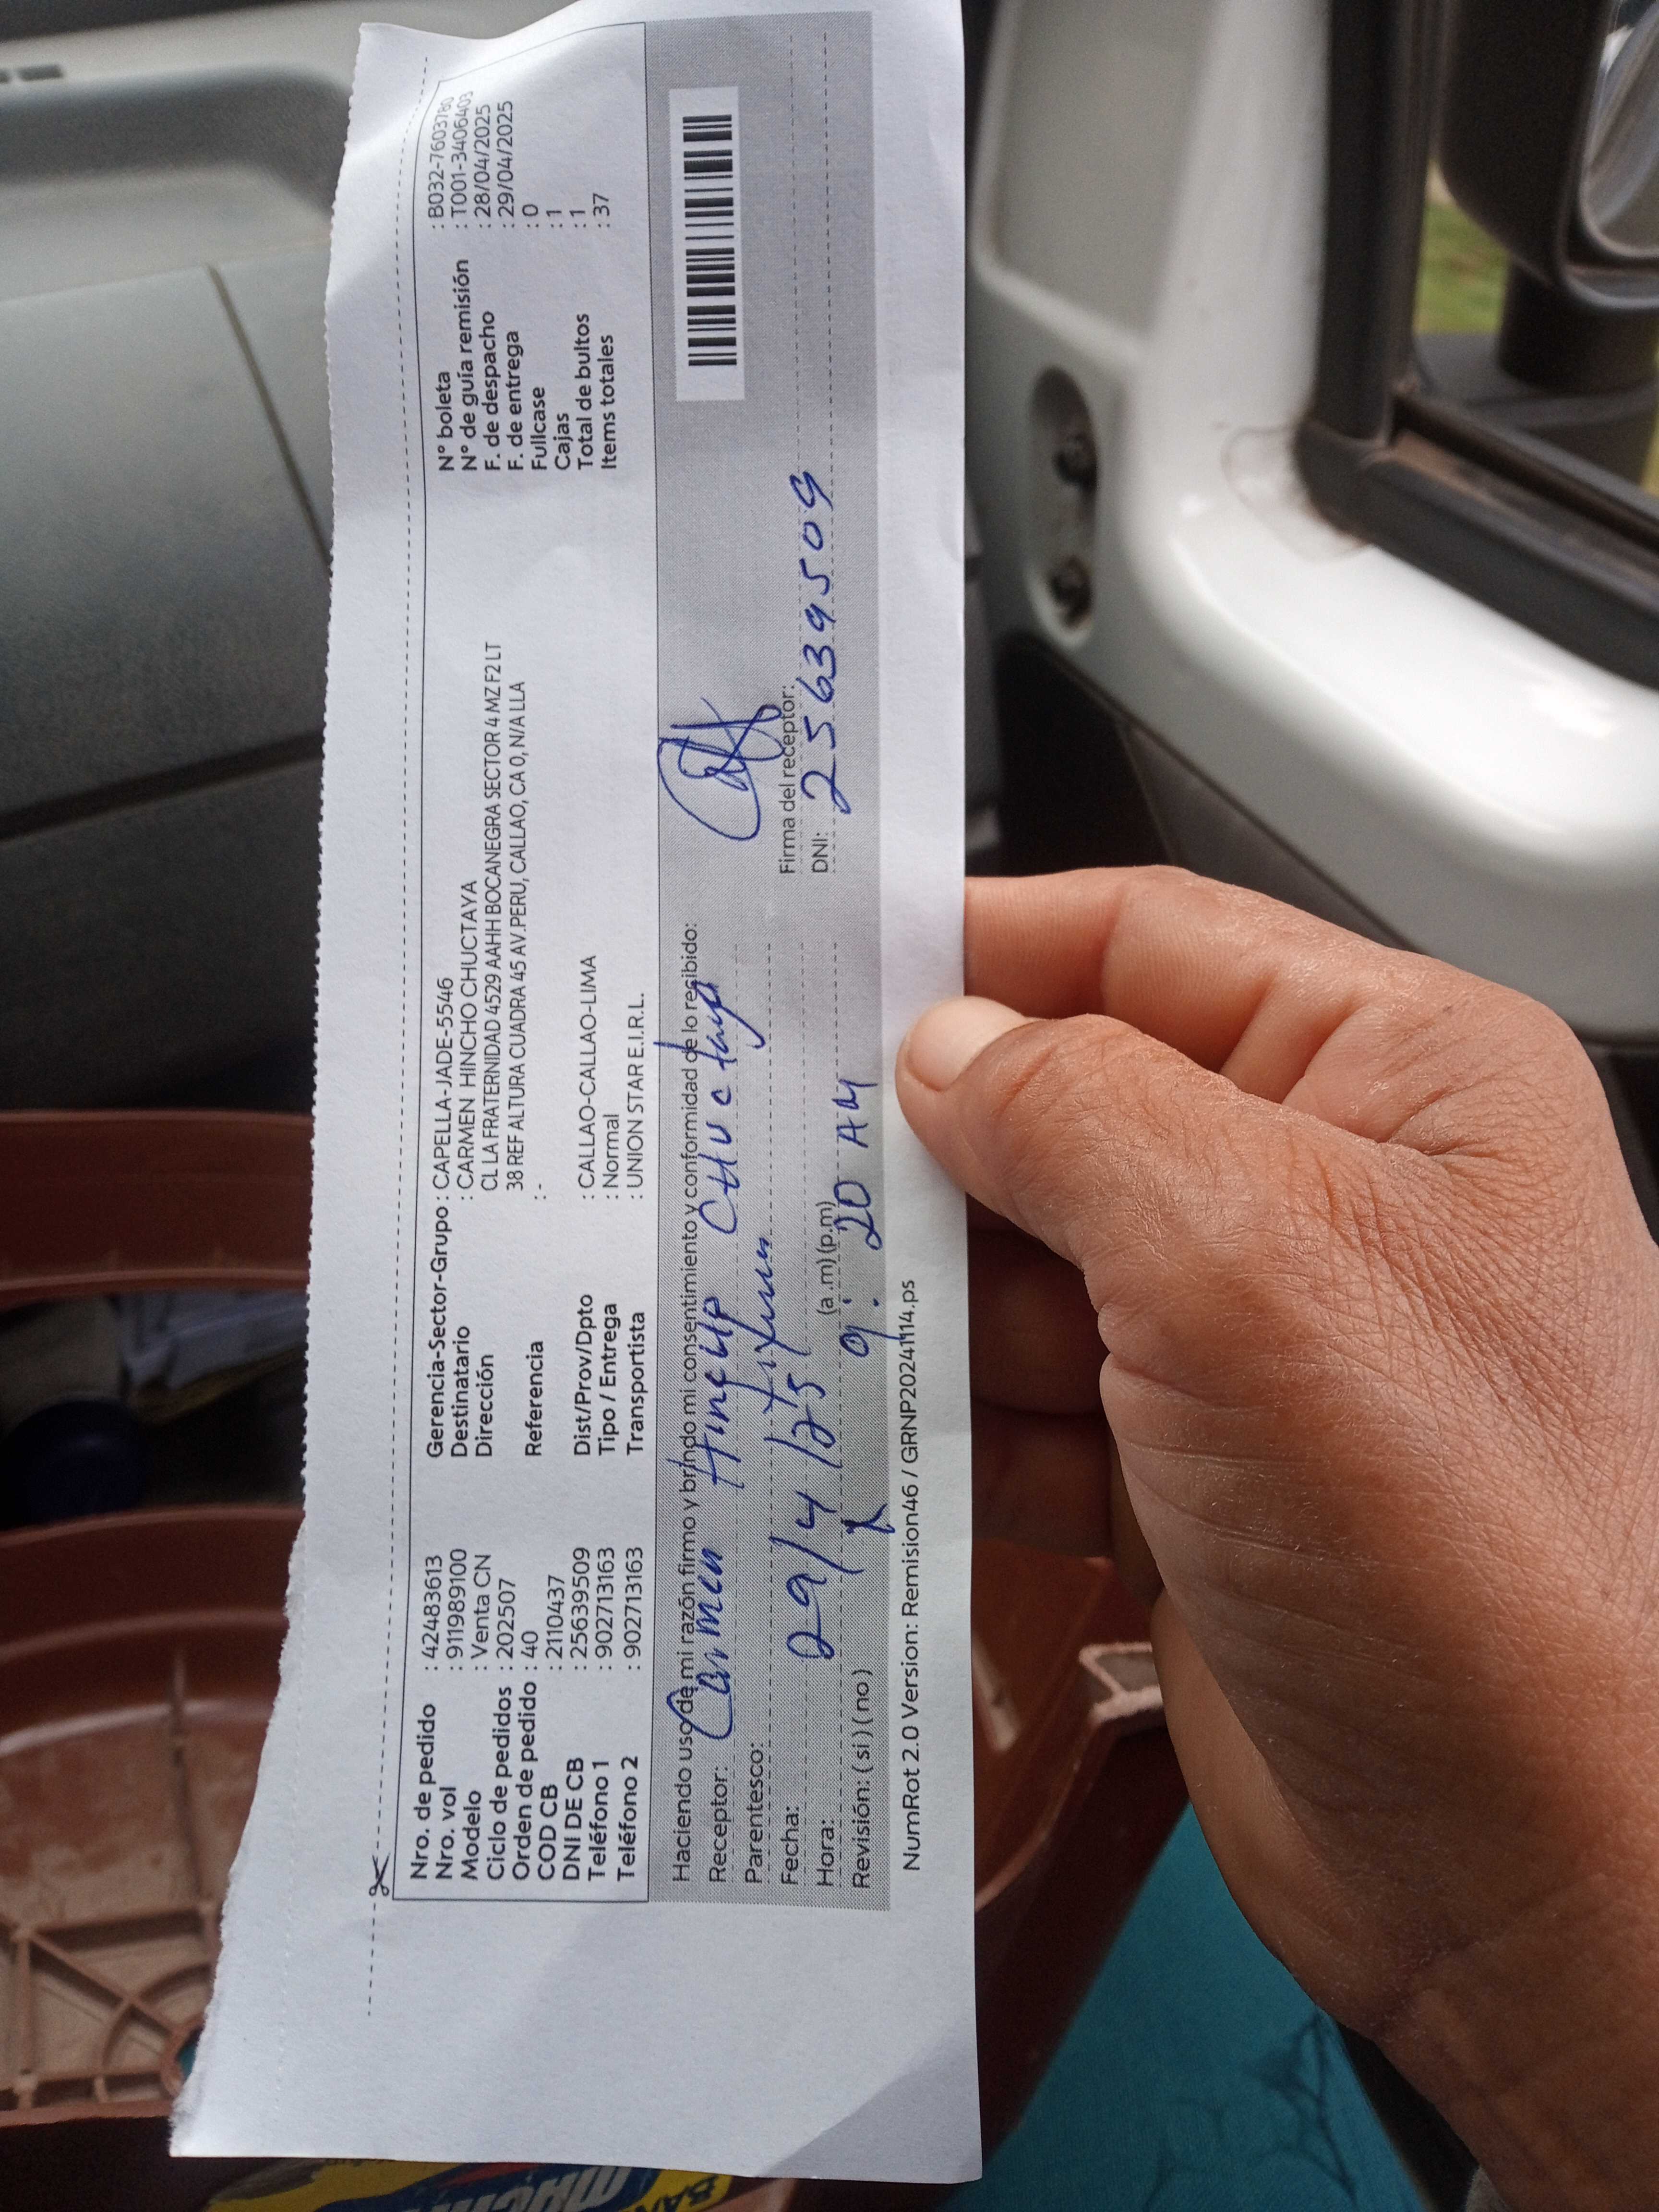 Nro. de pedido : 42483613
Nro. vol : 911989100
Modelo : Venta CN
Ciclo de pedidos : 202507
Orden de pedido : 40
COD CB : 2110437
DNI DE CB : 25639509
Teléfono 1 : 902713163
Teléfono 2 : 902713163
Gerencia-Sector-Grupo : CAPELLA-JADE-5546
Destinatario : CARMEN HINCHO CHUCTAYA
Dirección CL LA FRATERNIDAD 4529 AAHH BOCANEGRA SECTOR 4 MZ F2 LT
38 REF ALTURA CUADRA 45 AV.PERU, CALLAO, CA 0, N/A LLA
Referencia : -
Dist/Prov/Dpto : CALLAO-CALLAO-LIMA
Tipo / Entrega : Normal
Transportista : UNION STAR E.I.R.L.
N° boleta : B032-7603780
N° de guía remisión : T001-3406403
F. de despacho : 28/04/2025
F. de entrega : 29/04/2025
Fullcase : 0
Cajas : 1
Total de bultos : 1
Items totales : 37
Haciendo uso de mi razón firmo y brindo mi consentimiento y conformidad de lo recibido:
Receptor: Carmen Hincho Chuctaya
Parentesco:
Fecha: 29/4/25
Hora: (a.m) (p.m) 9:20 AM
Revisión: ( si ) ( no )
Firma del receptor:
DNI: 25639509
NumRot 2.0 Version: Remision46 / GRNP20241114.ps